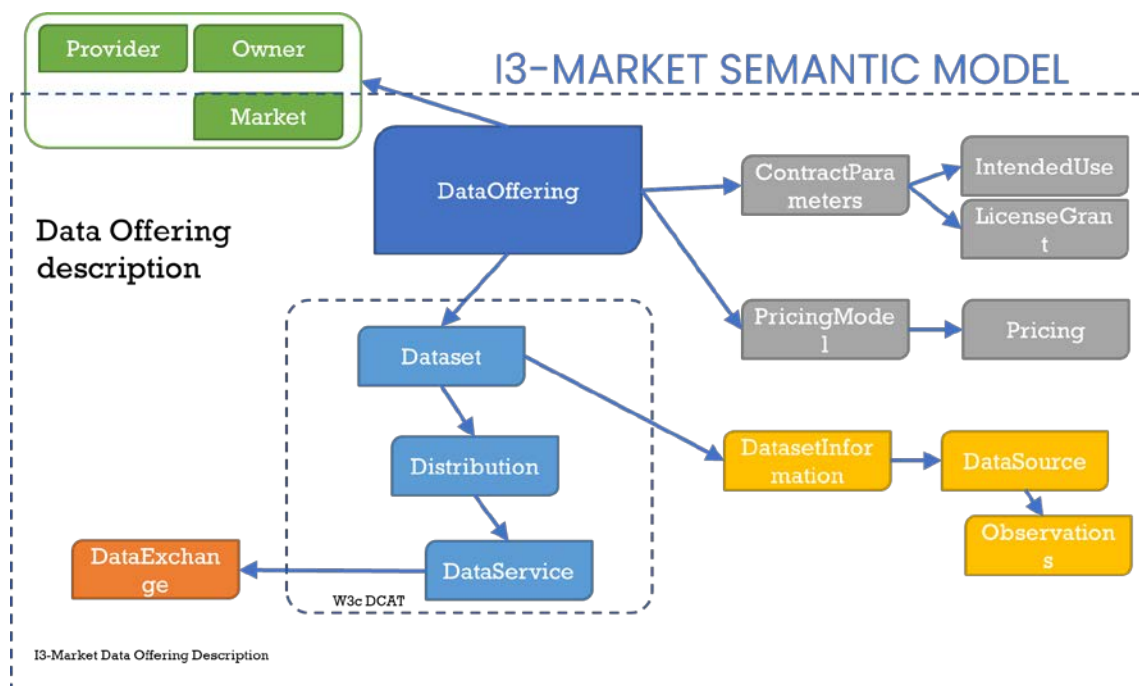 Provider
Owner
Market
I3-MARKET SEMANTIC MODEL
DataOffering
ContractPara
meters
IntendedUse
LicenseGran
t
Data Offering
description
PricingMode
l
Pricing
Dataset
Distribution
DataService
W3c DCAT
DatasetInfor
mation
DataSource
Observation
s
DataExchan
ge
I3-Market Data Offering Description